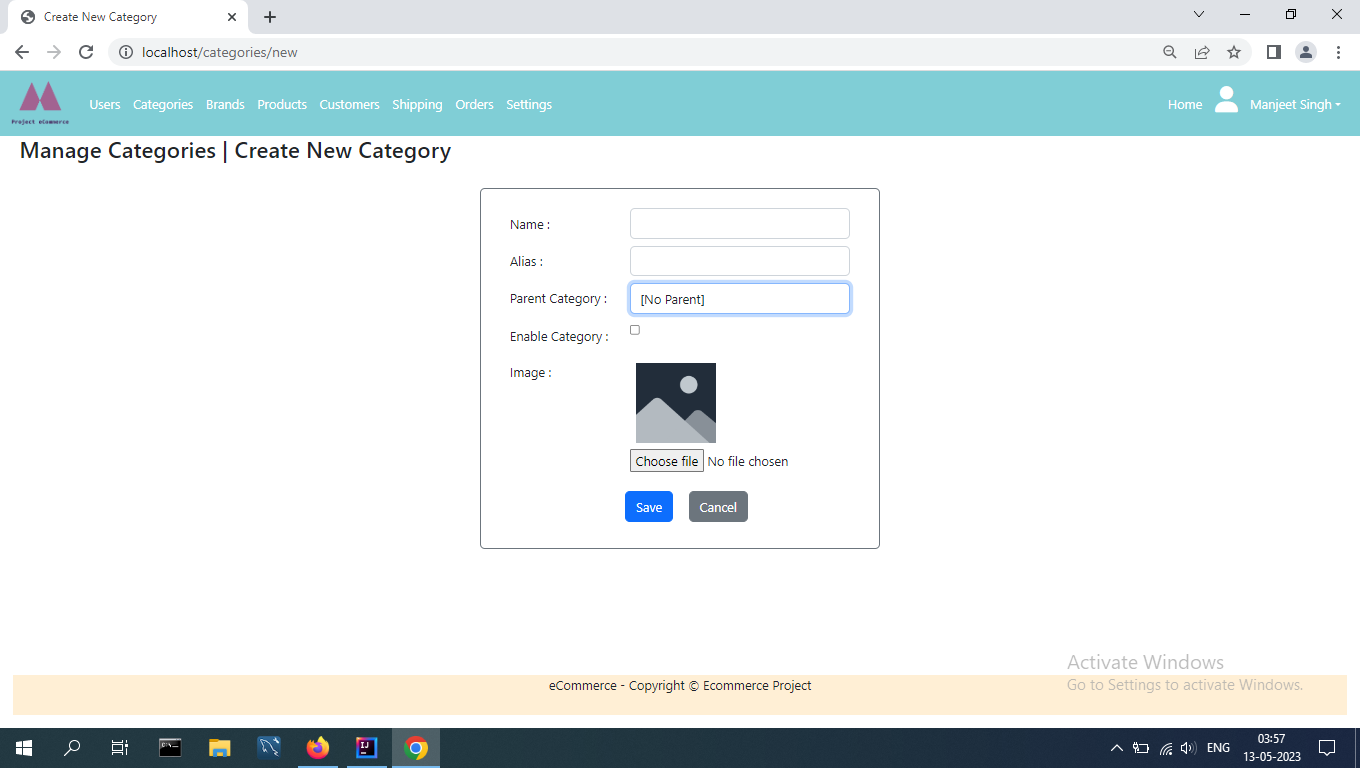 Create New Category
localhost/categories/new
Project eCommerce
Users Categories Brands Products Customers Shipping Orders Settings Home Manjeet Singh
Manage Categories | Create New Category
Name :
Alias :
Parent Category : [No Parent]
Enable Category :
Image :
Choose file No file chosen
Save Cancel
Activate Windows
Go to Settings to activate Windows.
eCommerce - Copyright © Ecommerce Project
ENG
03:57
13-05-2023